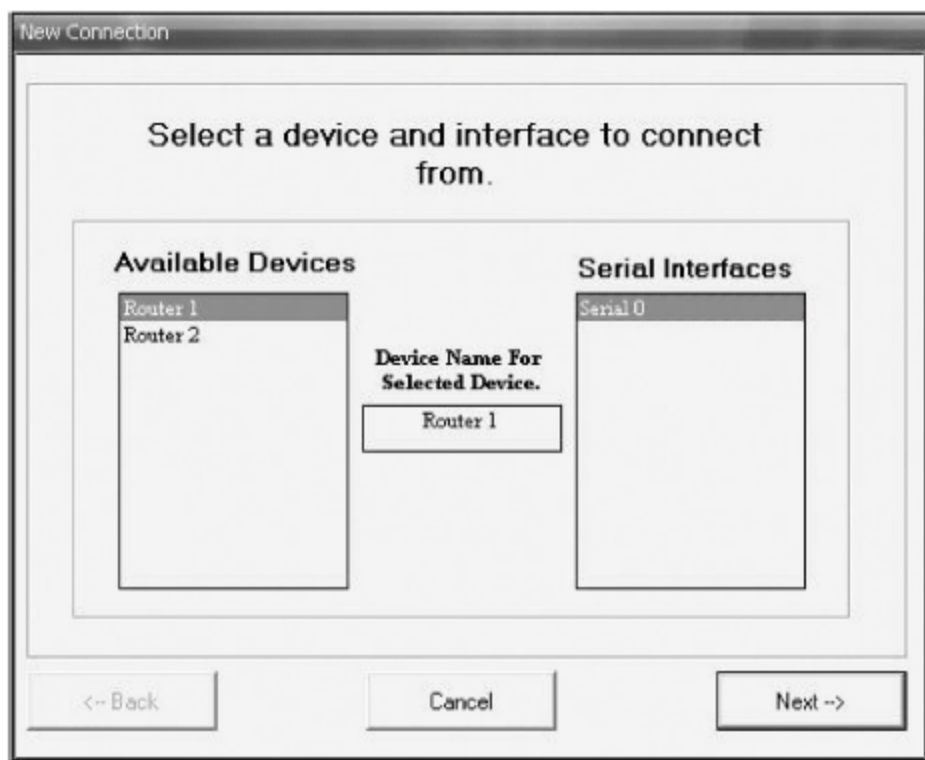 New Connection
Select a device and interface to connect
from.
Available Devices
Serial Interfaces
Router 1
Router 2
Serial 0
Device Name For
Selected Device.
Router 1
<-- Back
Cancel
Next -->